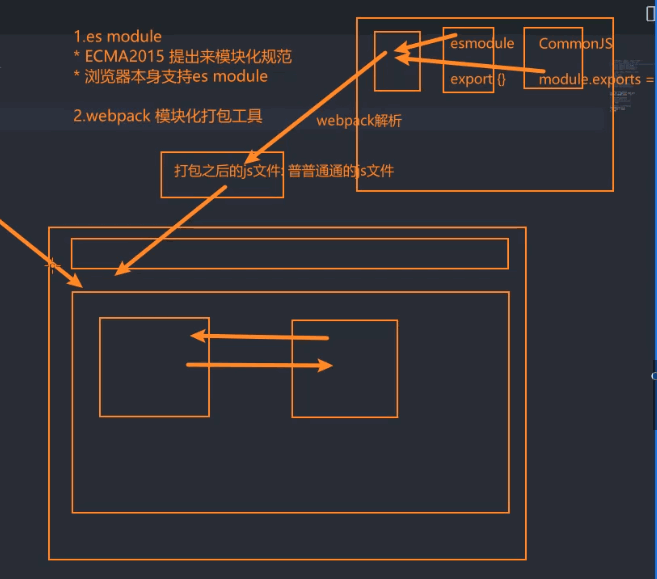 1.es module
* ECMA2015 提出来模块化规范
* 浏览器本身支持es module
2.webpack 模块化打包工具
esmodule
CommonJS
export {}
module.exports =
webpack解析
打包之后的js文件: 普普通通的js文件